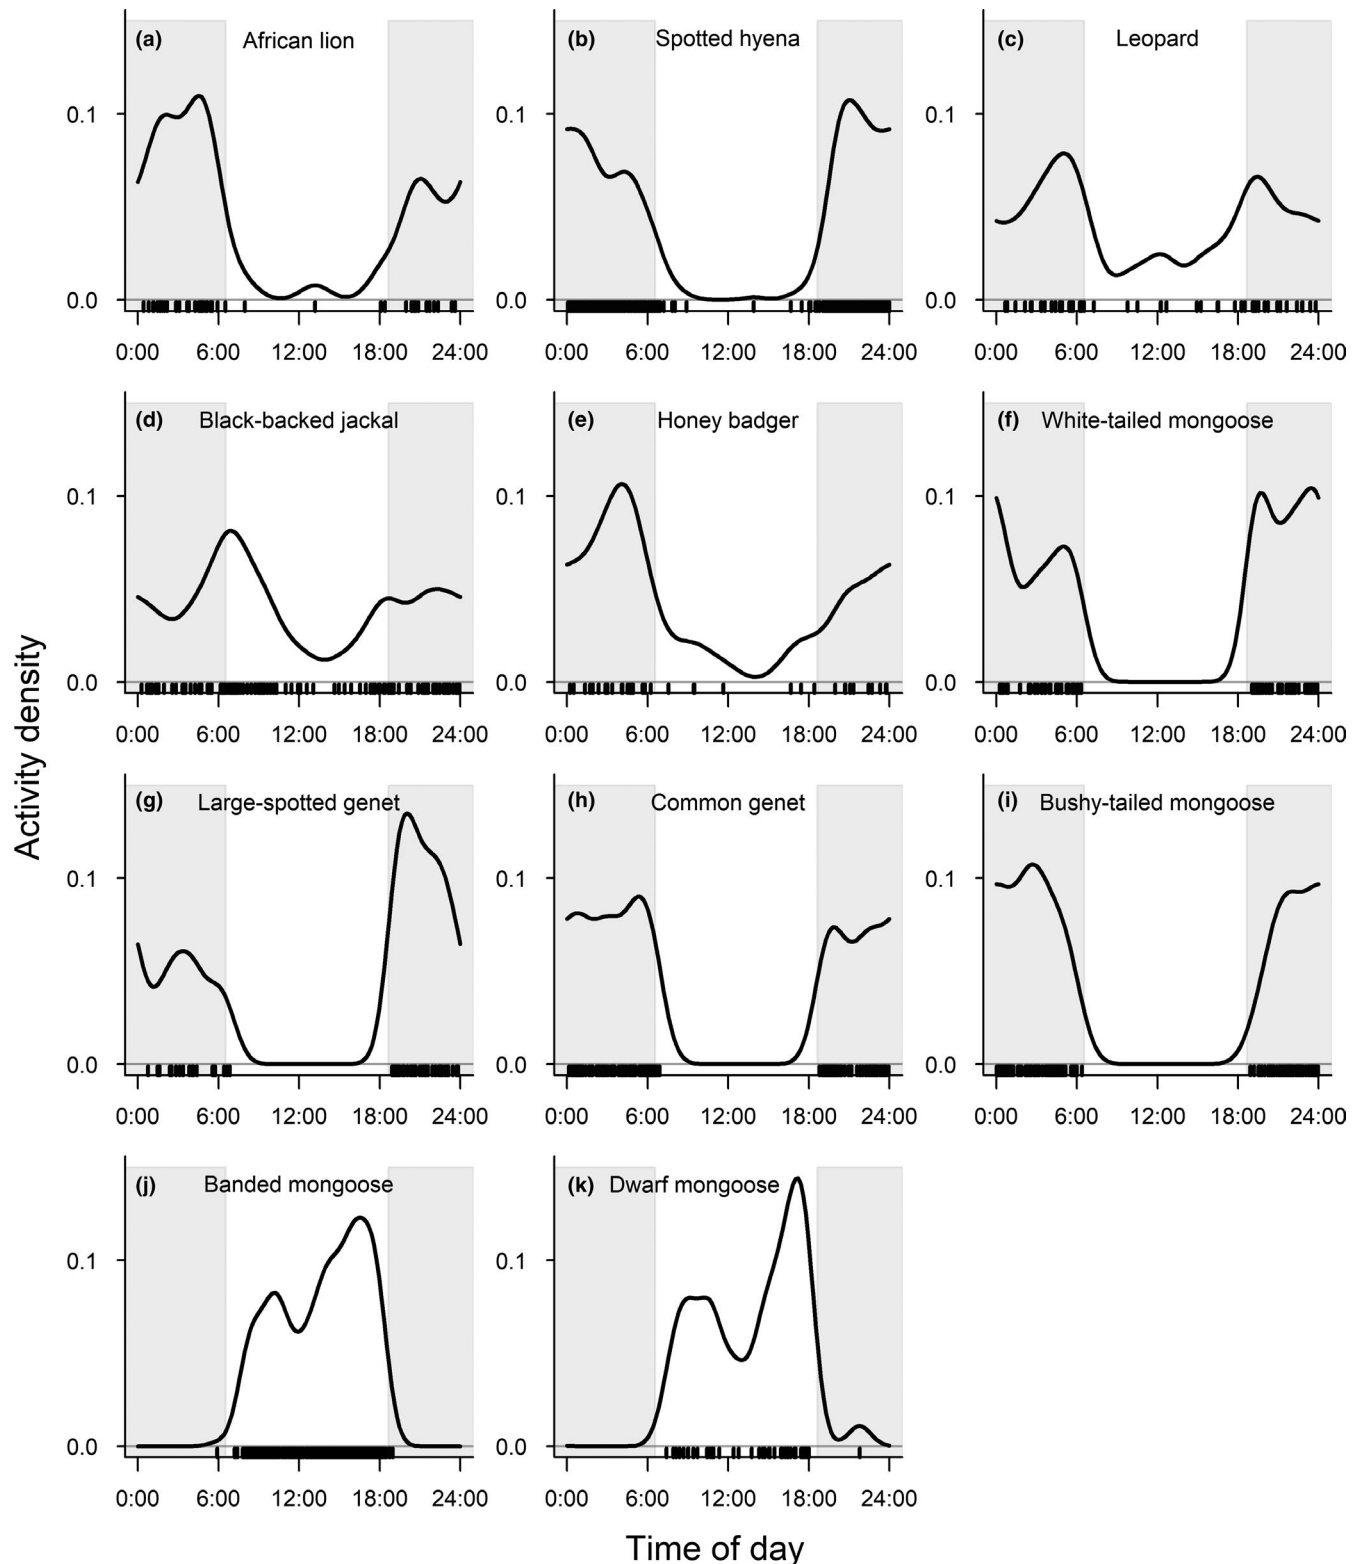 (a) African lion
(b) Spotted hyena
(c) Leopard
0.1
0.1
0.1
0.0
0.0
0.0
0:00 6:00 12:00 18:00 24:00
0:00 6:00 12:00 18:00 24:00
0:00 6:00 12:00 18:00 24:00
(d) Black-backed jackal
(e) Honey badger
(f) White-tailed mongoose
0.1
0.1
0.1
0.0
0.0
0.0
0:00 6:00 12:00 18:00 24:00
0:00 6:00 12:00 18:00 24:00
0:00 6:00 12:00 18:00 24:00
Activity density
(g) Large-spotted genet
(h) Common genet
(i) Bushy-tailed mongoose
0.1
0.1
0.1
0.0
0.0
0.0
0:00 6:00 12:00 18:00 24:00
0:00 6:00 12:00 18:00 24:00
0:00 6:00 12:00 18:00 24:00
(j) Banded mongoose
(k) Dwarf mongoose
0.1
0.1
0.0
0.0
0:00 6:00 12:00 18:00 24:00
0:00 6:00 12:00 18:00 24:00
Time of day